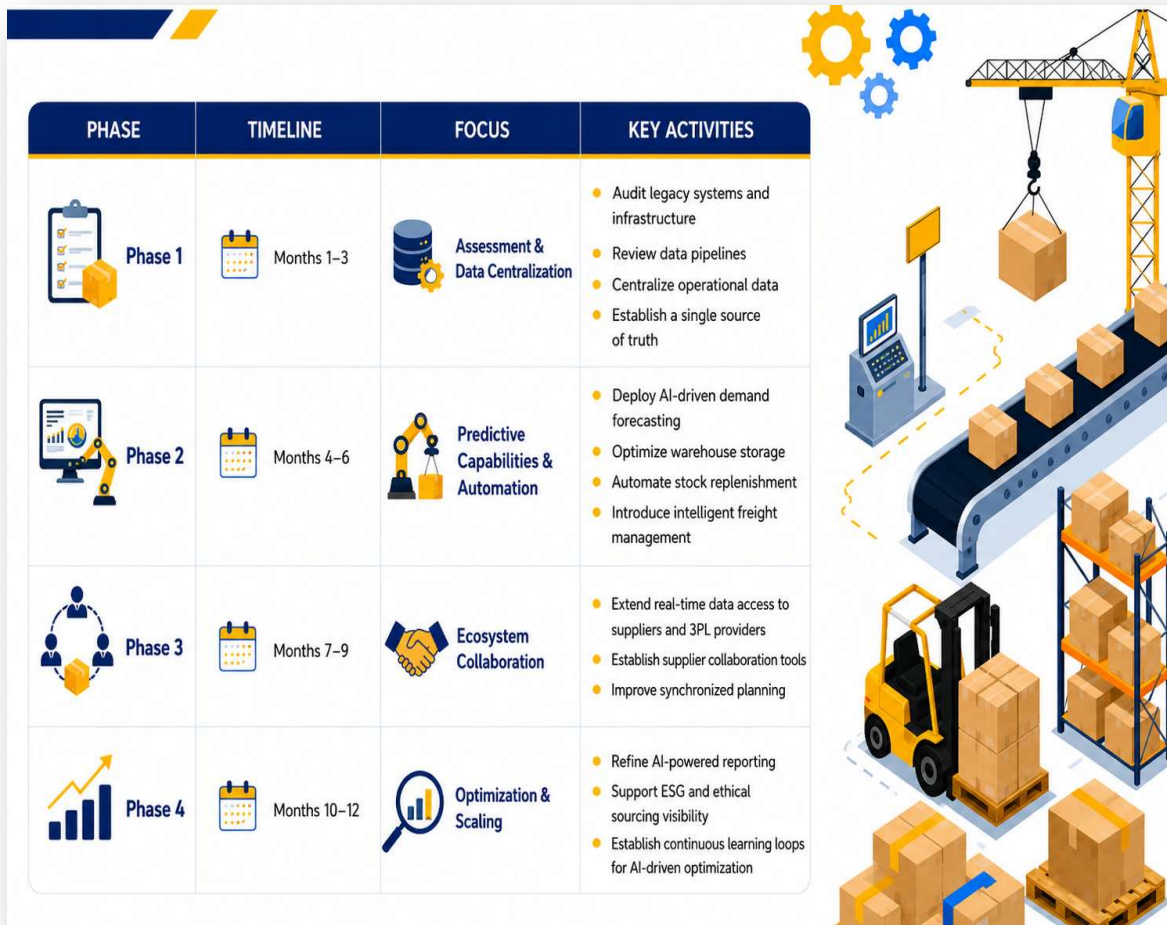 PHASE TIMELINE FOCUS KEY ACTIVITIES
Phase 1
Months 1–3
Assessment &
Data Centralization
Audit legacy systems and
infrastructure
Review data pipelines
Centralize operational data
Establish a single source
of truth
Phase 2
Months 4–6
Predictive
Capabilities &
Automation
Deploy AI-driven demand
forecasting
Optimize warehouse storage
Automate stock replenishment
Introduce intelligent freight
management
Phase 3
Months 7–9
Ecosystem
Collaboration
Extend real-time data access to
suppliers and 3PL providers
Establish supplier collaboration tools
Improve synchronized planning
Phase 4
Months 10–12
Optimization &
Scaling
Refine AI-powered reporting
Support ESG and ethical
sourcing visibility
Establish continuous learning loops
for AI-driven optimization